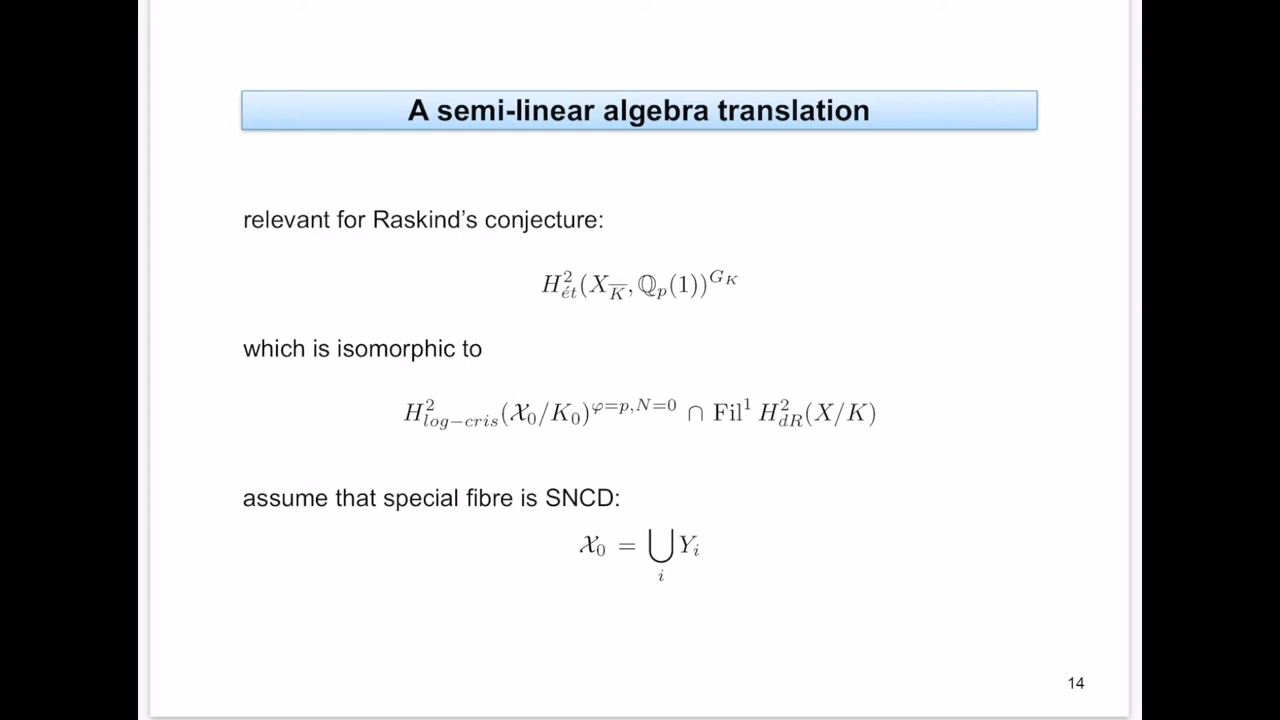 A semi-linear algebra translation
relevant for Raskind's conjecture:
$H^2_{ét}(X_{\overline{K}}, \mathbb{Q}_p(1))^{G_K}$
which is isomorphic to
$H^2_{log-cris}(\mathcal{X}_0/K_0)^{\varphi=p,N=0} \cap \mathrm{Fil}^1 H^2_{dR}(X/K)$
assume that special fibre is SNCD:
$\mathcal{X}_0 = \bigcup_i Y_i$
14